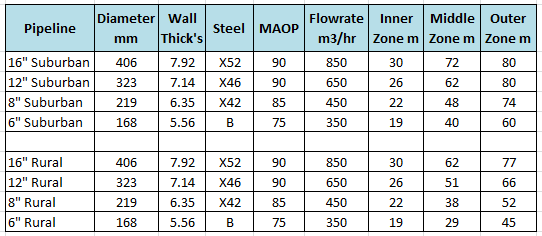 Pipeline Diameter mm Wall Thick's Steel MAOP Flowrate m3/hr Inner Zone m Middle Zone m Outer Zone m
16" Suburban 406 7.92 X52 90 850 30 72 80
12" Suburban 323 7.14 X46 90 650 26 62 80
8" Suburban 219 6.35 X42 85 450 22 48 74
6" Suburban 168 5.56 B 75 350 19 40 60
16" Rural 406 7.92 X52 90 850 30 62 77
12" Rural 323 7.14 X46 90 650 26 51 66
8" Rural 219 6.35 X42 85 450 22 38 52
6" Rural 168 5.56 B 75 350 19 29 45